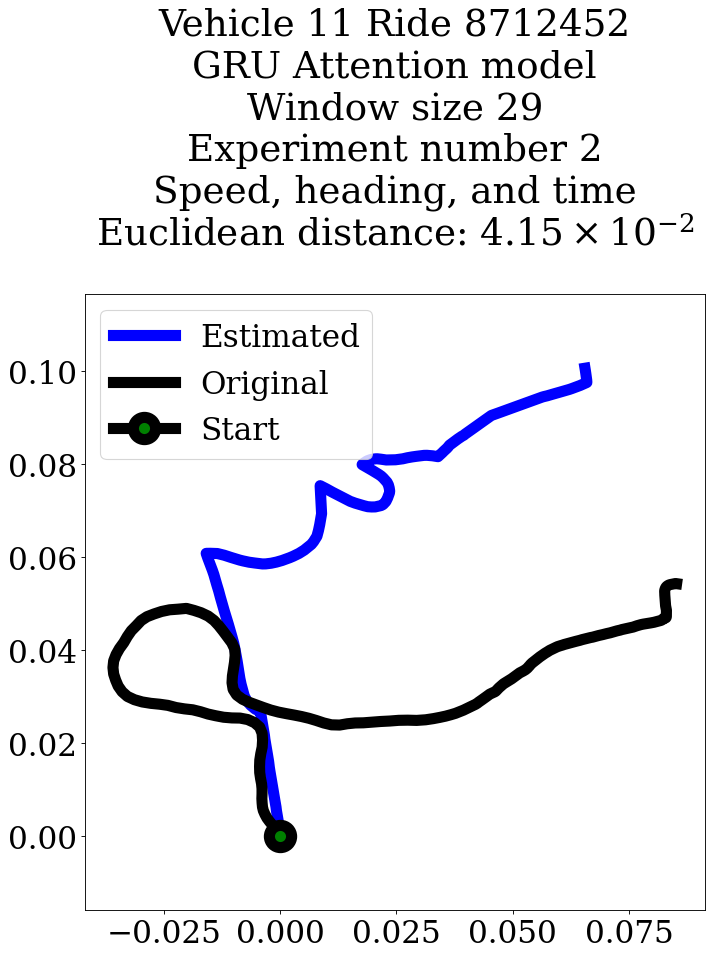 Vehicle 11 Ride 8712452
GRU Attention model
Window size 29
Experiment number 2
Speed, heading, and time
Euclidean distance: 4.15 × 10⁻²
Estimated
Original
Start
0.10
0.08
0.06
0.04
0.02
0.00
−0.025 0.000 0.025 0.050 0.075